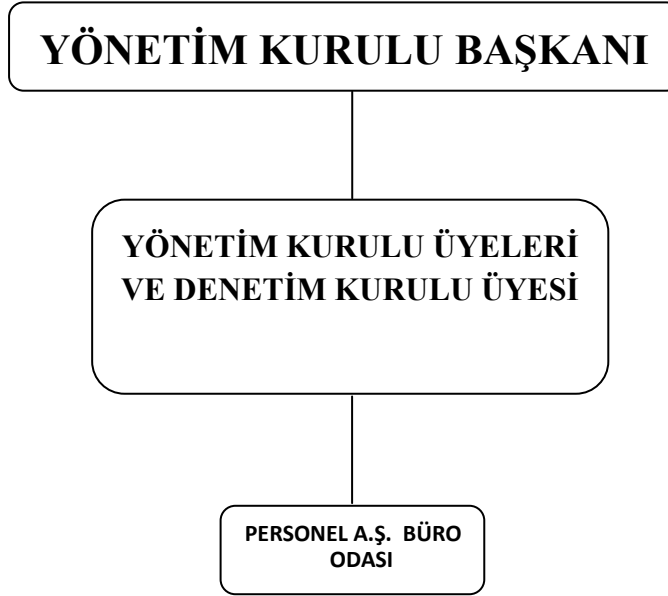 YÖNETİM KURULU BAŞKANI
YÖNETİM KURULU ÜYELERİ
VE DENETİM KURULU ÜYESİ
PERSONEL A.Ş. BÜRO
ODASI